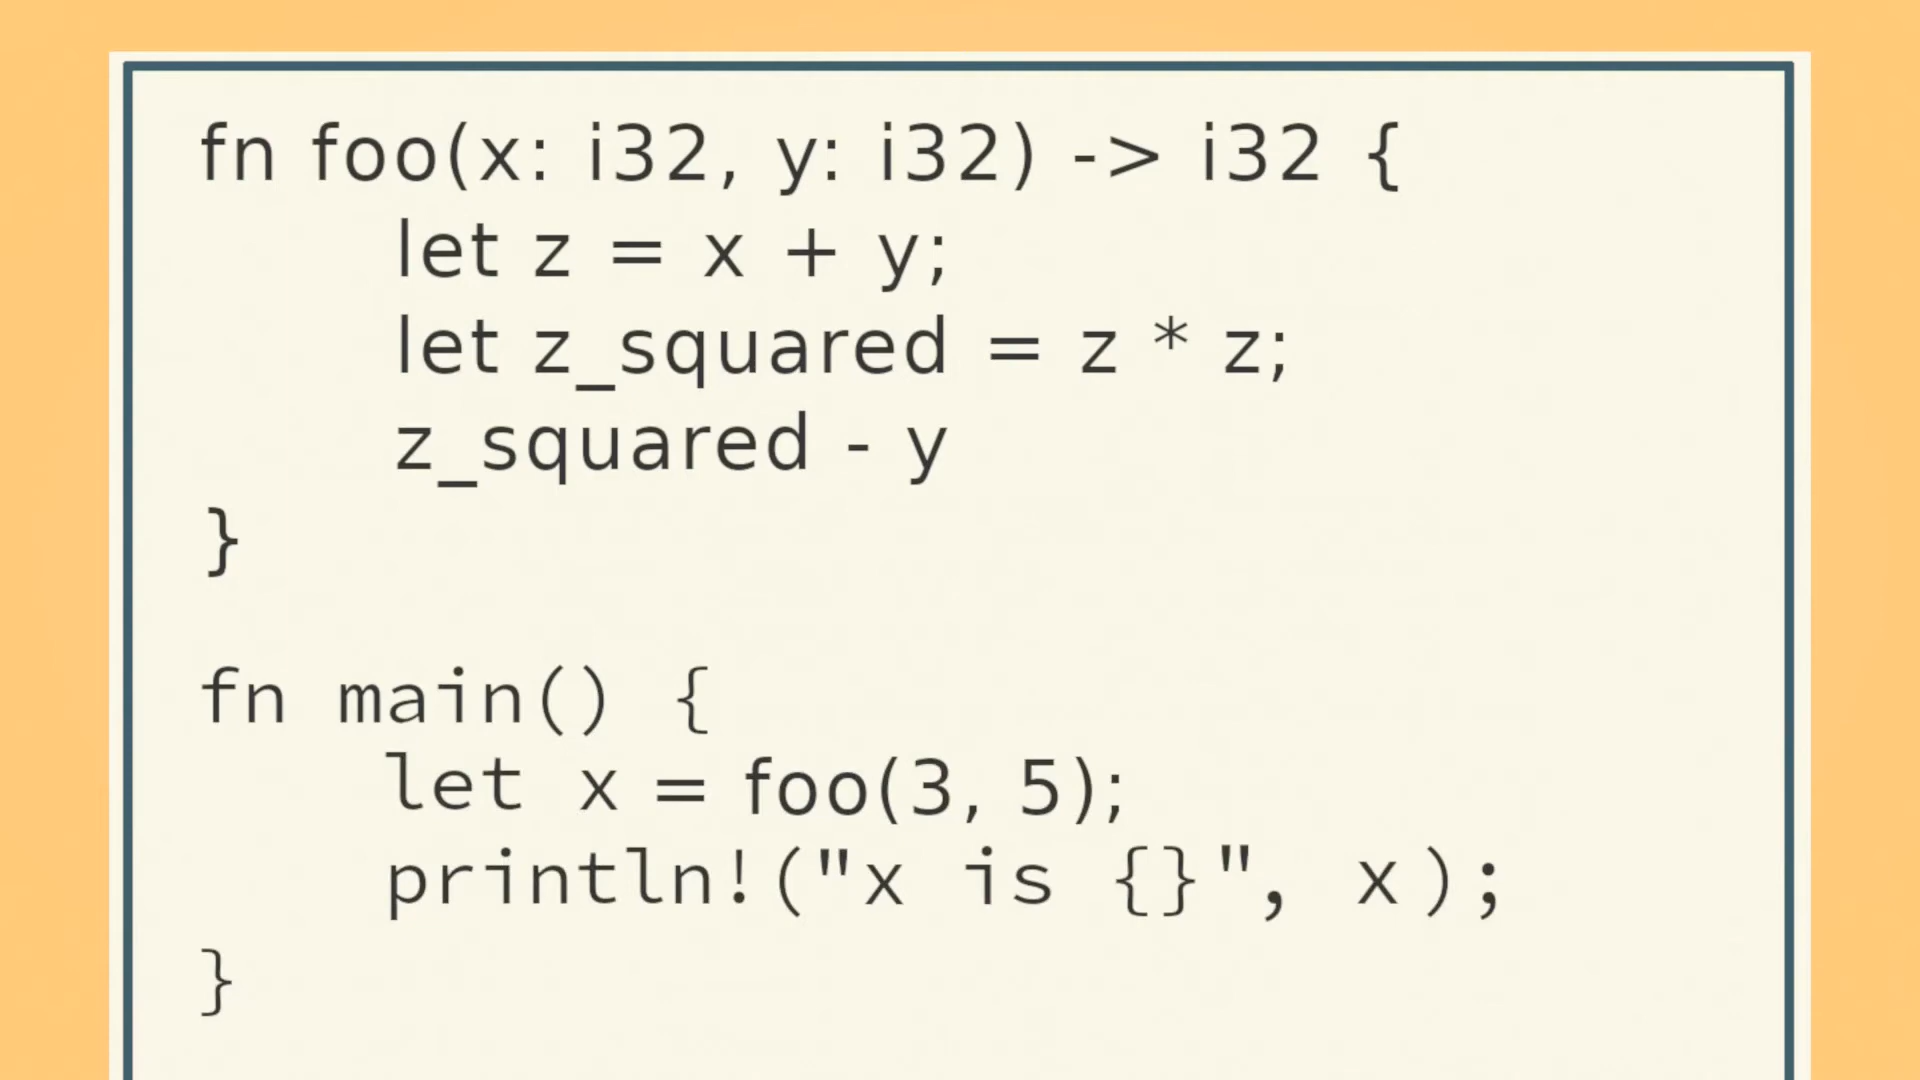 fn foo(x: i32, y: i32) -> i32 {
let z = x + y;
let z_squared = z * z;
z_squared - y
}
fn main() {
let x = foo(3, 5);
println!("x is {}", x);
}